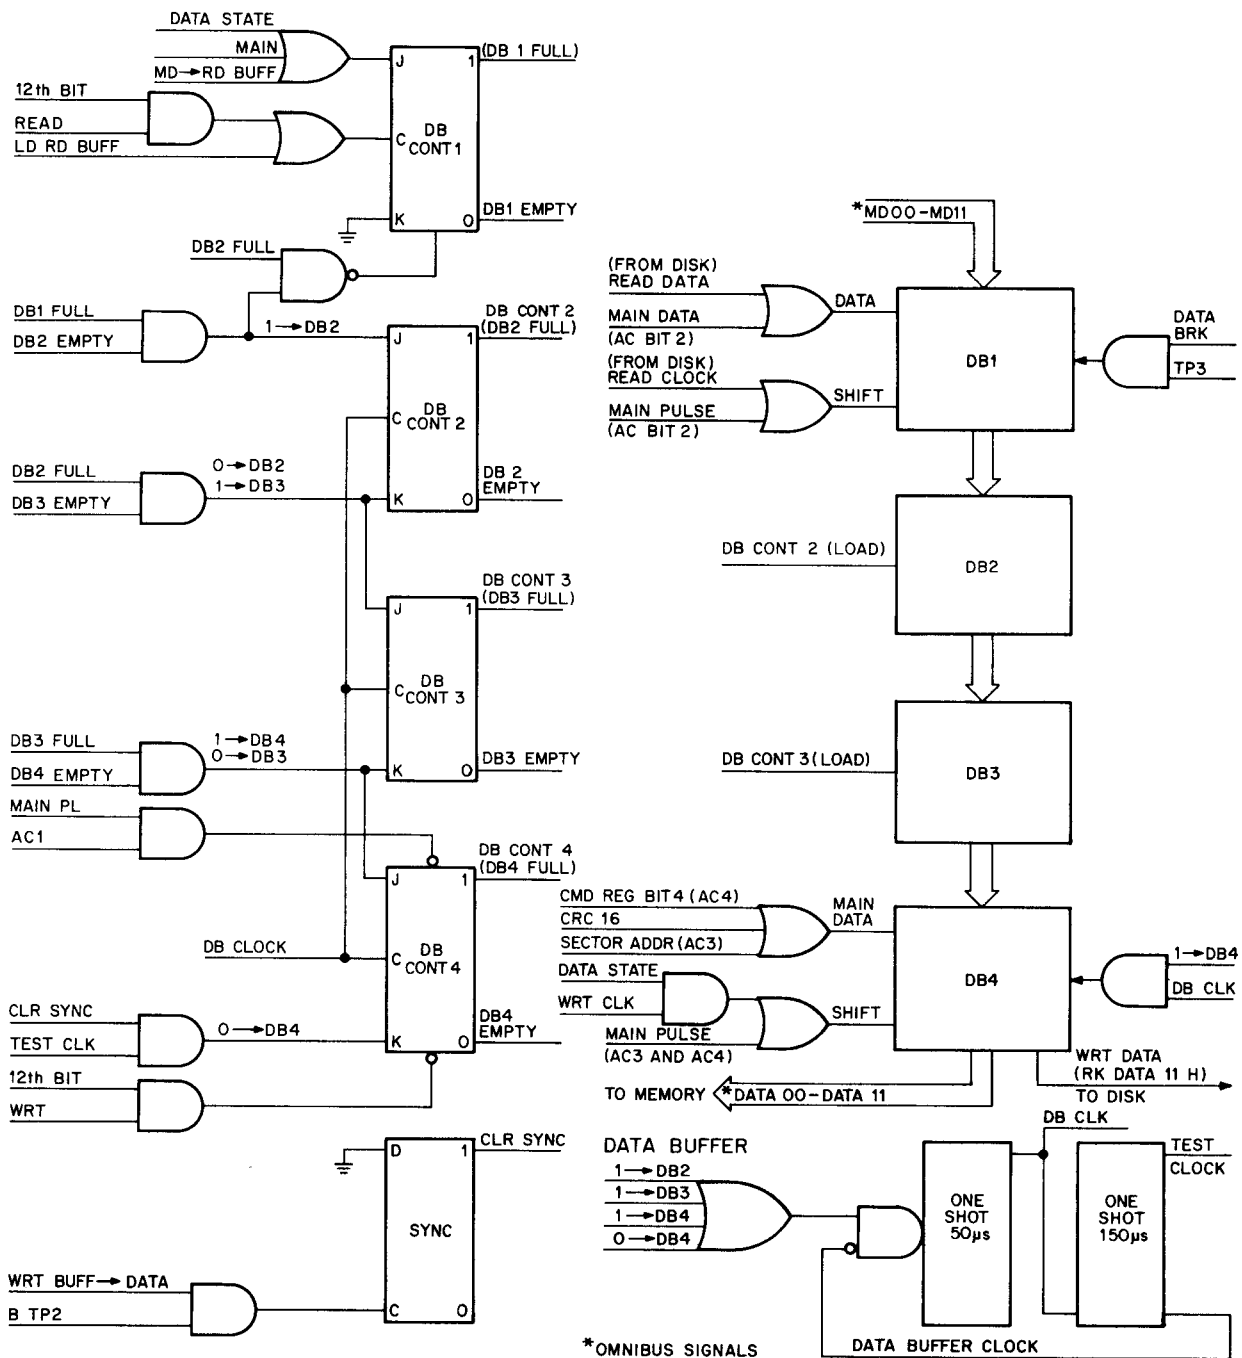 DATA STATE
MAIN
MD→RD BUFF
12th BIT
READ
LD RD BUFF
J
1
(DB 1 FULL)
C
DB
CONT 1
K
0
DB1 EMPTY
DB2 FULL
DB1 FULL
DB2 EMPTY
1→DB2
J
1
DB CONT 2
(DB2 FULL)
C
DB
CONT 2
DB2 FULL
DB3 EMPTY
0→DB2
1→DB3
K
0
DB 2
EMPTY
J
1
DB CONT 3
(DB3 FULL)
C
DB
CONT 3
DB3 FULL
DB4 EMPTY
1→DB4
0→DB3
K
0
DB3 EMPTY
MAIN PL
AC1
J
1
DB CONT 4
(DB4 FULL)
DB CLOCK
C
DB
CONT 4
CLR SYNC
TEST CLK
0→DB4
K
0
DB4
EMPTY
12th BIT
WRT
D
1
CLR SYNC
SYNC
WRT BUFF→DATA
B TP2
C
0
*MD00-MD11
(FROM DISK)
READ DATA
MAIN DATA
(AC BIT 2)
DATA
(FROM DISK)
READ CLOCK
MAIN PULSE
(AC BIT 2)
SHIFT
DB1
DATA
BRK
TP3
DB CONT 2 (LOAD)
DB2
DB CONT 3 (LOAD)
DB3
CMD REG BIT 4 (AC4)
CRC 16
SECTOR ADDR (AC3)
MAIN
DATA
DATA STATE
WRT CLK
MAIN PULSE
(AC3 AND AC4)
SHIFT
DB4
1→DB4
DB CLK
TO MEMORY
*DATA 00-DATA 11
WRT DATA
(RK DATA 11 H)
TO DISK
DATA BUFFER
1→DB2
1→DB3
1→DB4
0→DB4
DB CLK
ONE
SHOT
50µs
ONE
SHOT
150µs
TEST
CLOCK
DATA BUFFER CLOCK
*OMNIBUS SIGNALS